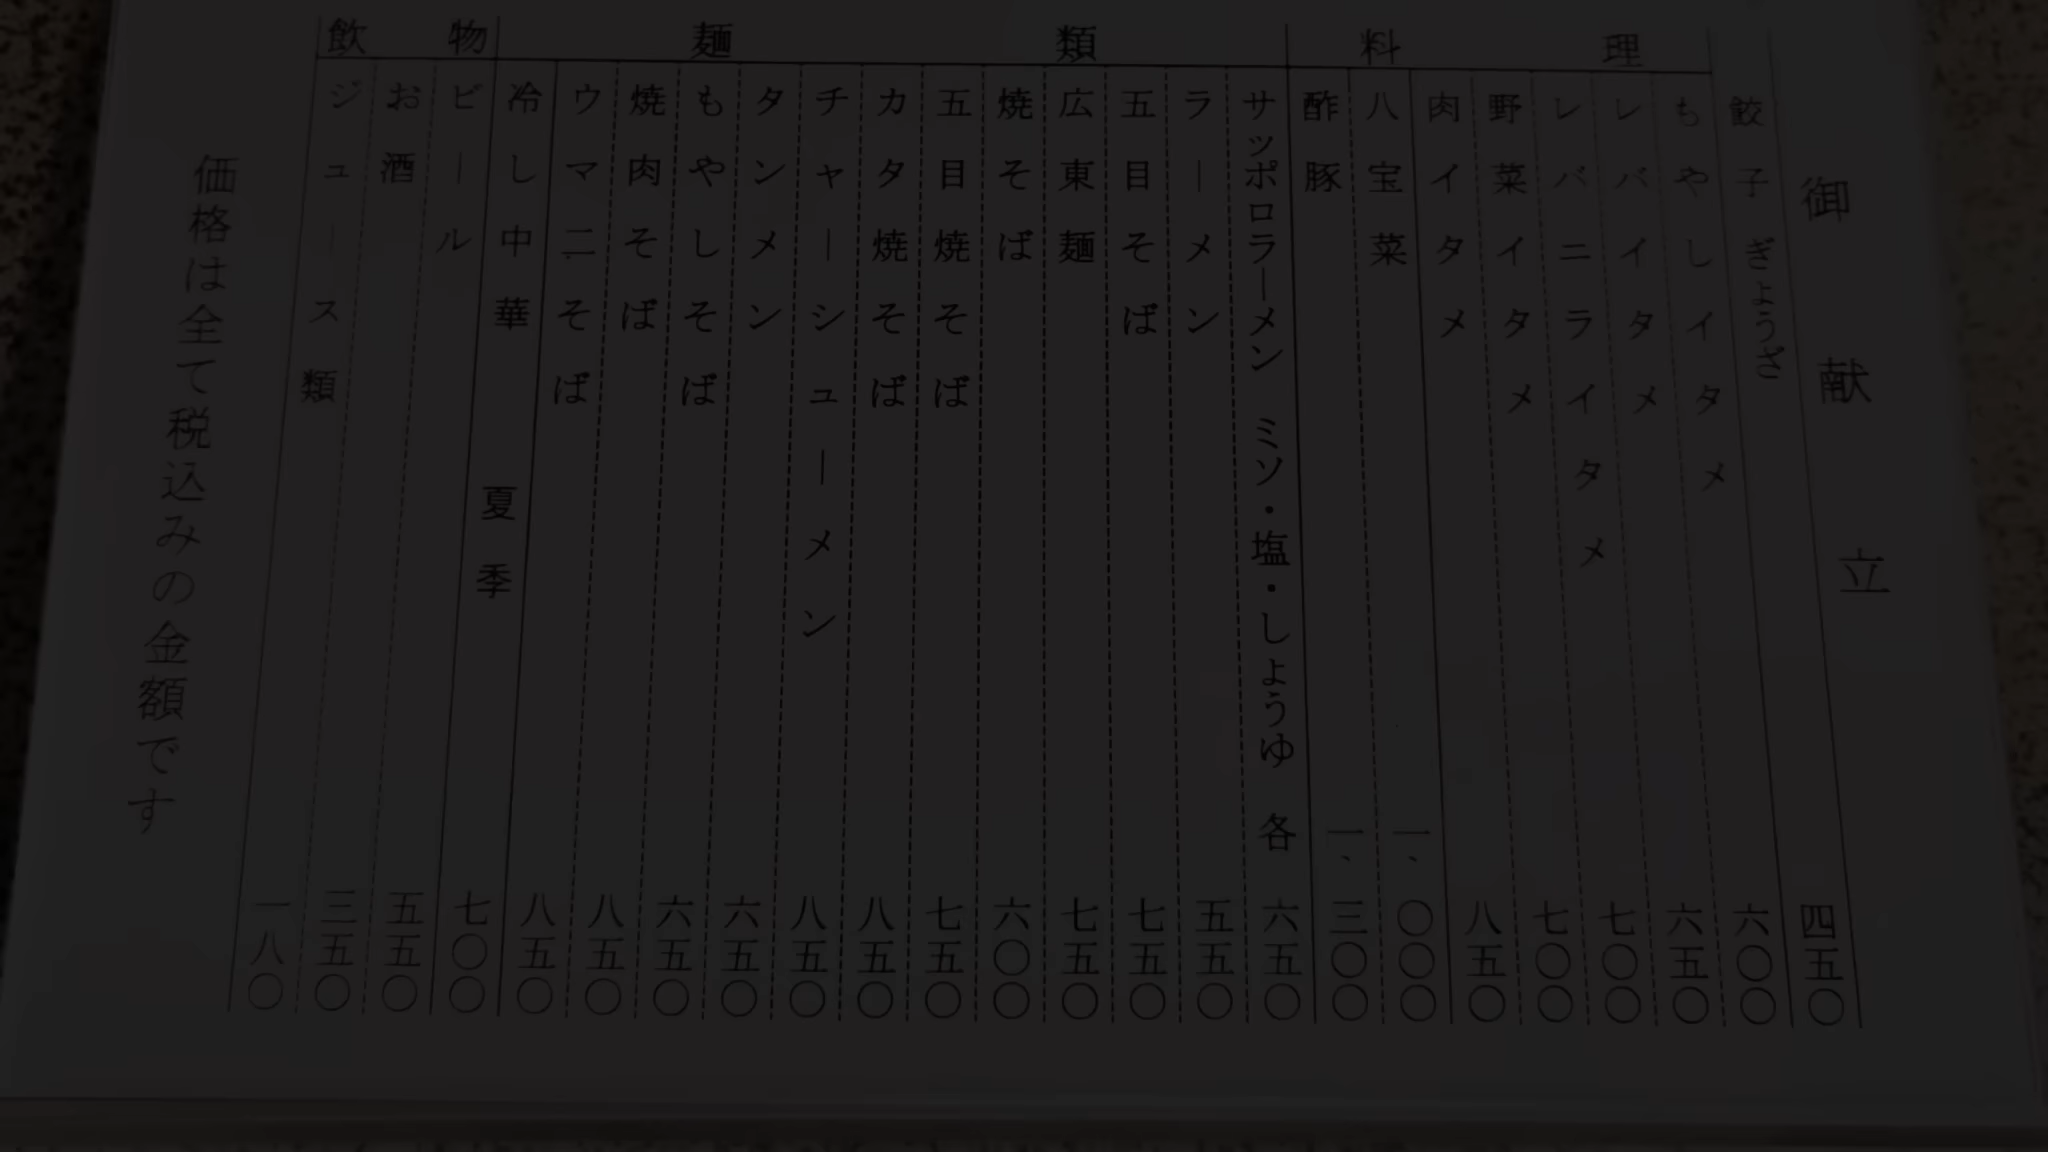 御献立
料理
餃子 ぎょうざ 四五〇
もやしイタメ 六〇〇
レバイタメ 六五〇
レバニライタメ 七〇〇
野菜イタメ 七〇〇
肉イタメ 八五〇
八宝菜 一、〇〇〇
酢豚 一、三〇〇
麺類
サッポロラーメン ミソ・塩・しょうゆ 各 六五〇
ラーメン 五五〇
五目そば 七五〇
広東麺 七五〇
焼そば 六〇〇
五目焼そば 七五〇
カタ焼そば 八五〇
チャーシューメン 八五〇
タンメン 六五〇
もやしそば 六五〇
焼肉そば 八五〇
ウマニそば 八五〇
冷し中華 夏季 七〇〇
飲物
ビール 五五〇
お酒 三五〇
ジュース類 一八〇
価格は全て税込みの金額です